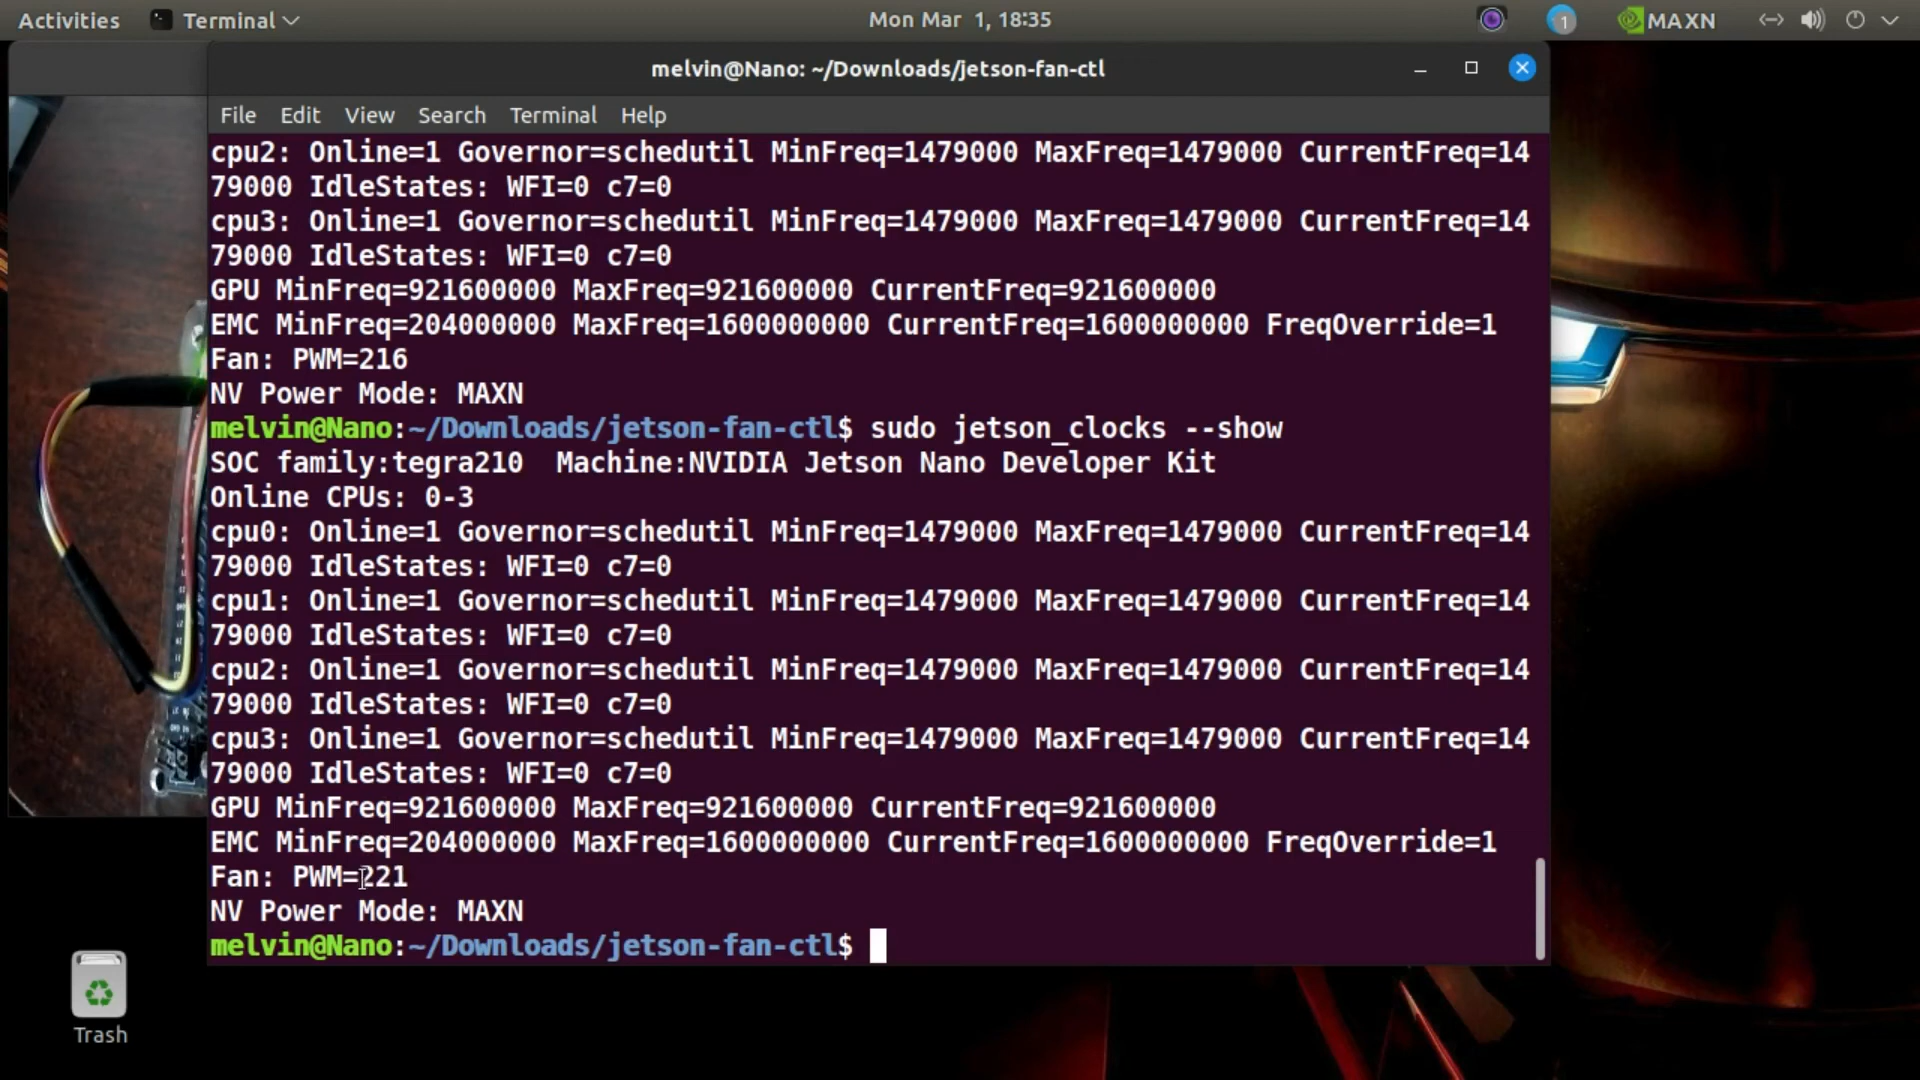 Activities Terminal Mon Mar 1, 18:35 1 MAXN
melvin@Nano: ~/Downloads/jetson-fan-ctl
File Edit View Search Terminal Help
cpu2: Online=1 Governor=schedutil MinFreq=1479000 MaxFreq=1479000 CurrentFreq=14
79000 IdleStates: WFI=0 c7=0
cpu3: Online=1 Governor=schedutil MinFreq=1479000 MaxFreq=1479000 CurrentFreq=14
79000 IdleStates: WFI=0 c7=0
GPU MinFreq=921600000 MaxFreq=921600000 CurrentFreq=921600000
EMC MinFreq=204000000 MaxFreq=1600000000 CurrentFreq=1600000000 FreqOverride=1
Fan: PWM=216
NV Power Mode: MAXN
melvin@Nano:~/Downloads/jetson-fan-ctl$ sudo jetson_clocks --show
SOC family:tegra210  Machine:NVIDIA Jetson Nano Developer Kit
Online CPUs: 0-3
cpu0: Online=1 Governor=schedutil MinFreq=1479000 MaxFreq=1479000 CurrentFreq=14
79000 IdleStates: WFI=0 c7=0
cpu1: Online=1 Governor=schedutil MinFreq=1479000 MaxFreq=1479000 CurrentFreq=14
79000 IdleStates: WFI=0 c7=0
cpu2: Online=1 Governor=schedutil MinFreq=1479000 MaxFreq=1479000 CurrentFreq=14
79000 IdleStates: WFI=0 c7=0
cpu3: Online=1 Governor=schedutil MinFreq=1479000 MaxFreq=1479000 CurrentFreq=14
79000 IdleStates: WFI=0 c7=0
GPU MinFreq=921600000 MaxFreq=921600000 CurrentFreq=921600000
EMC MinFreq=204000000 MaxFreq=1600000000 CurrentFreq=1600000000 FreqOverride=1
Fan: PWM=221
NV Power Mode: MAXN
melvin@Nano:~/Downloads/jetson-fan-ctl$
Trash